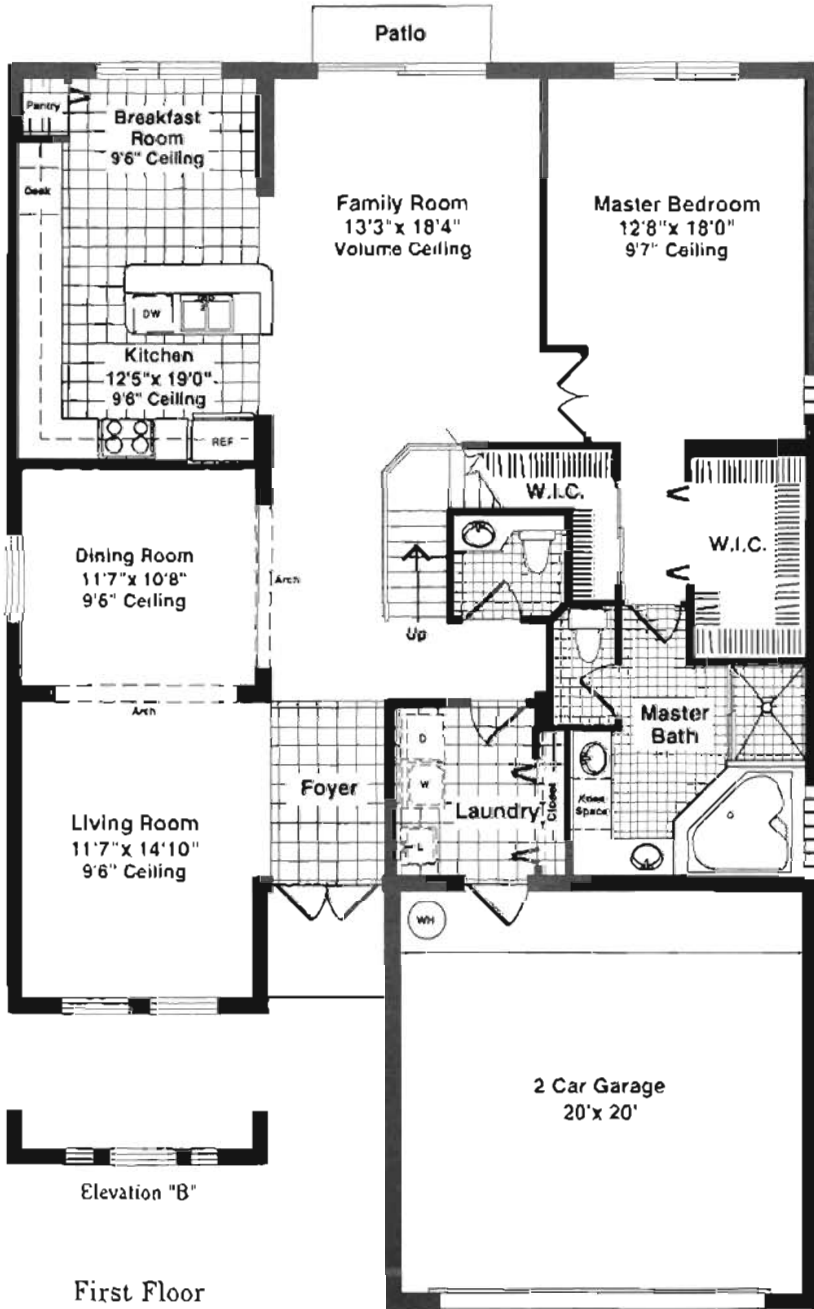 Patio
Pantry
Breakfast
Room
9'6" Ceiling
Desk
Family Room
13'3" x 18'4"
Volume Ceiling
Master Bedroom
12'8" x 18'0"
9'7" Ceiling
DW
Kitchen
12'5" x 19'0"
9'6" Ceiling
REF
W.I.C.
W.I.C.
Dining Room
11'7" x 10'8"
9'6" Ceiling
Arch
Up
Arch
Master
Bath
D
W
L
Foyer
Laundry
Closet
Knee
Space
Living Room
11'7" x 14'10"
9'6" Ceiling
WH
2 Car Garage
20' x 20'
Elevation "B"
First Floor